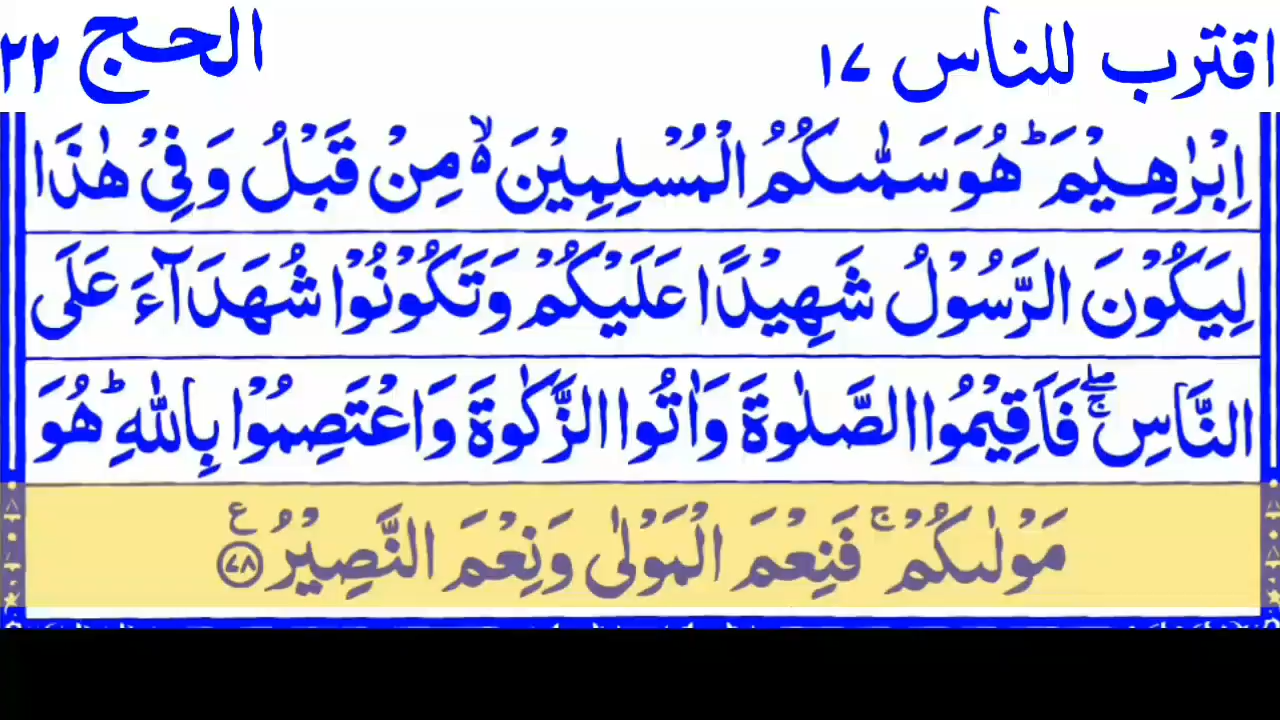 اقترب للناس ١٧ الحج ٢٢
اِبْرٰهِيْمَ ؕ هُوَ سَمّٰىكُمُ الْمُسْلِمِيْنَ ۙ۬ مِنْ قَبْلُ وَ فِيْ هٰذَا
لِيَكُوْنَ الرَّسُوْلُ شَهِيْدًا عَلَيْكُمْ وَ تَكُوْنُوْا شُهَدَآءَ عَلَى
النَّاسِ ۖۚ فَاَقِيْمُوا الصَّلٰوةَ وَ اٰتُوا الزَّكٰوةَ وَ اعْتَصِمُوْا بِاللّٰهِ ؕ هُوَ
مَوْلٰىكُمْ ۚ فَنِعْمَ الْمَوْلٰى وَ نِعْمَ النَّصِيْرُ ۝۷۸ ع